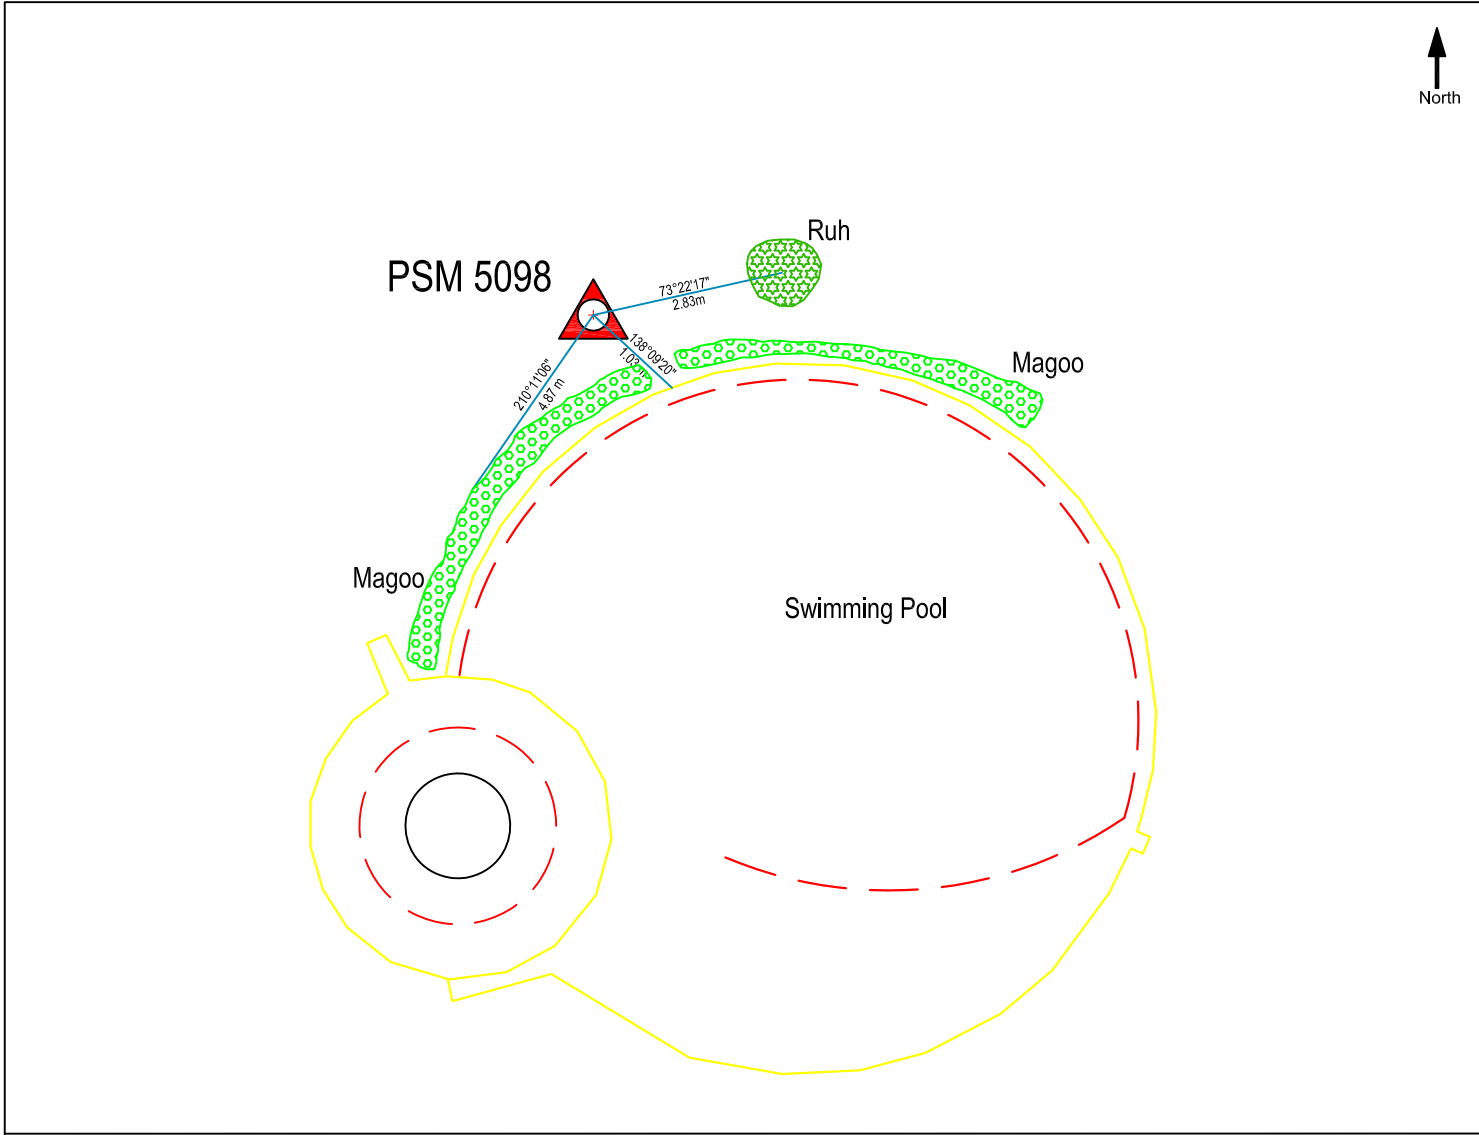 North
Ruh
PSM 5098
73°22'17"
2.83m
138°09'20"
1.03 m
210°11'06"
4.87 m
Magoo
Magoo
Swimming Pool